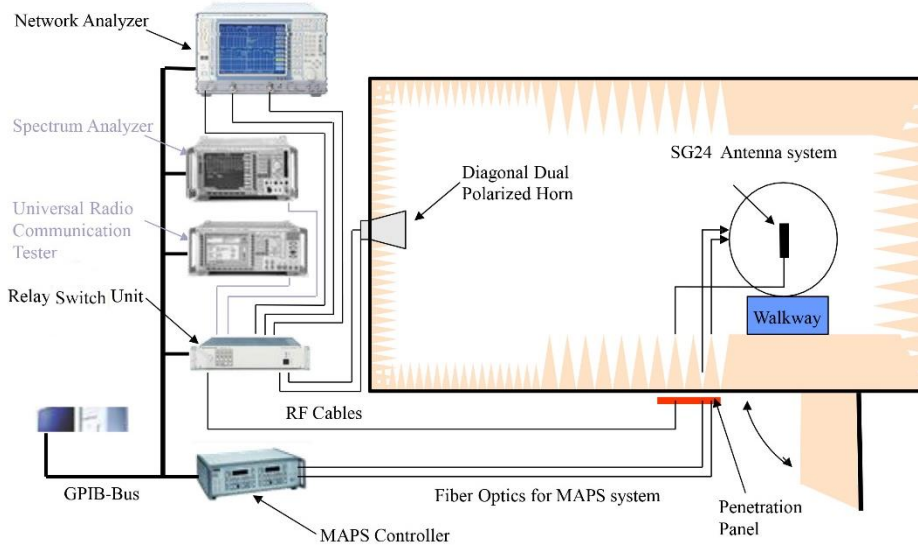 Network Analyzer
Spectrum Analyzer
Universal Radio
Communication
Tester
Relay Switch Unit
Diagonal Dual
Polarized Horn
SG24 Antenna system
Walkway
RF Cables
GPIB-Bus
Fiber Optics for MAPS system
MAPS Controller
Penetration
Panel